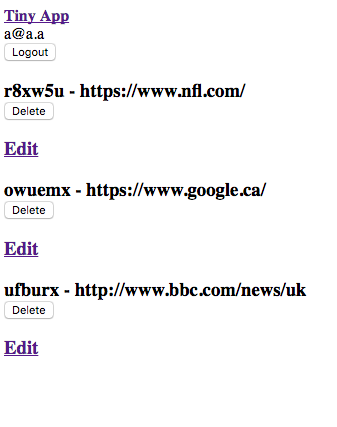 Tiny App
a@a.a
Logout
r8xw5u - https://www.nfl.com/
Delete
Edit
owuemx - https://www.google.ca/
Delete
Edit
ufburx - http://www.bbc.com/news/uk
Delete
Edit